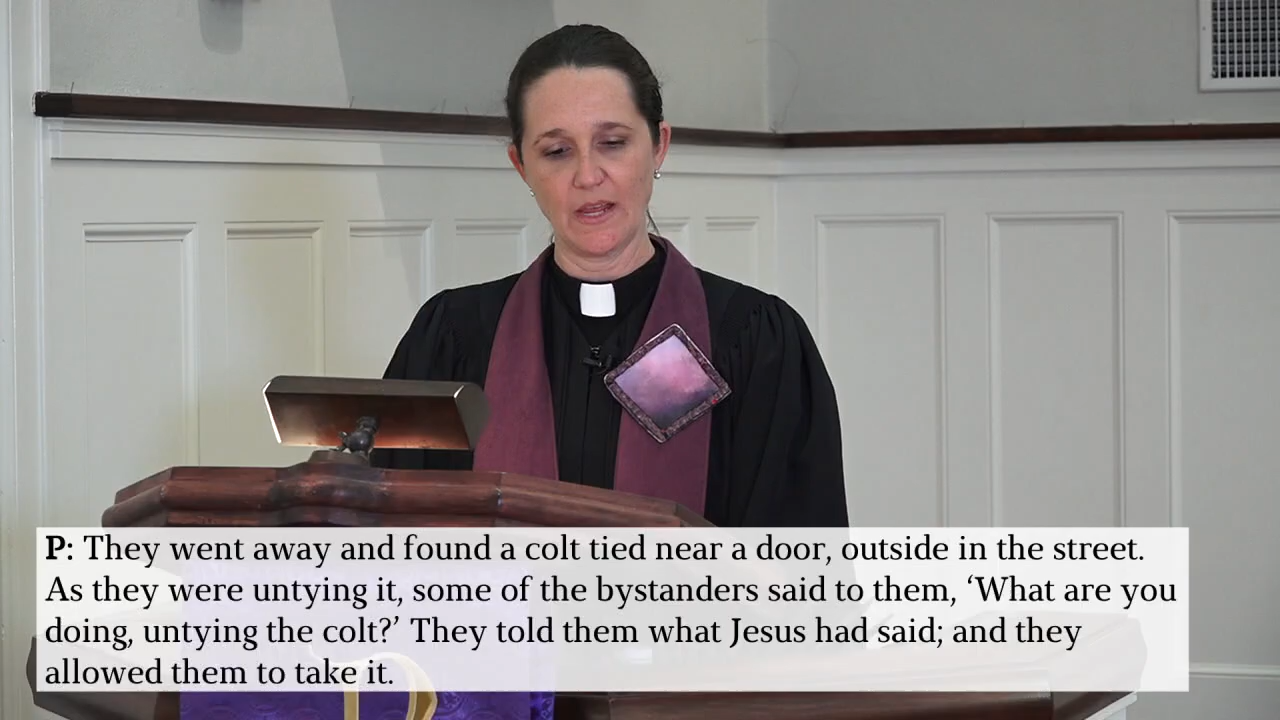 P: They went away and found a colt tied near a door, outside in the street.
As they were untying it, some of the bystanders said to them, ‘What are you
doing, untying the colt?’ They told them what Jesus had said; and they
allowed them to take it.